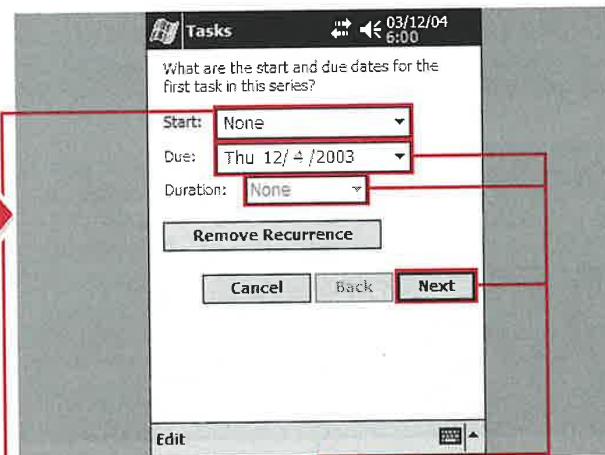 Tasks
03/12/04
6:00
What are the start and due dates for the
first task in this series?
Start: None
Due: Thu 12/ 4 /2003
Duration: None
Remove Recurrence
Cancel Back Next
Edit